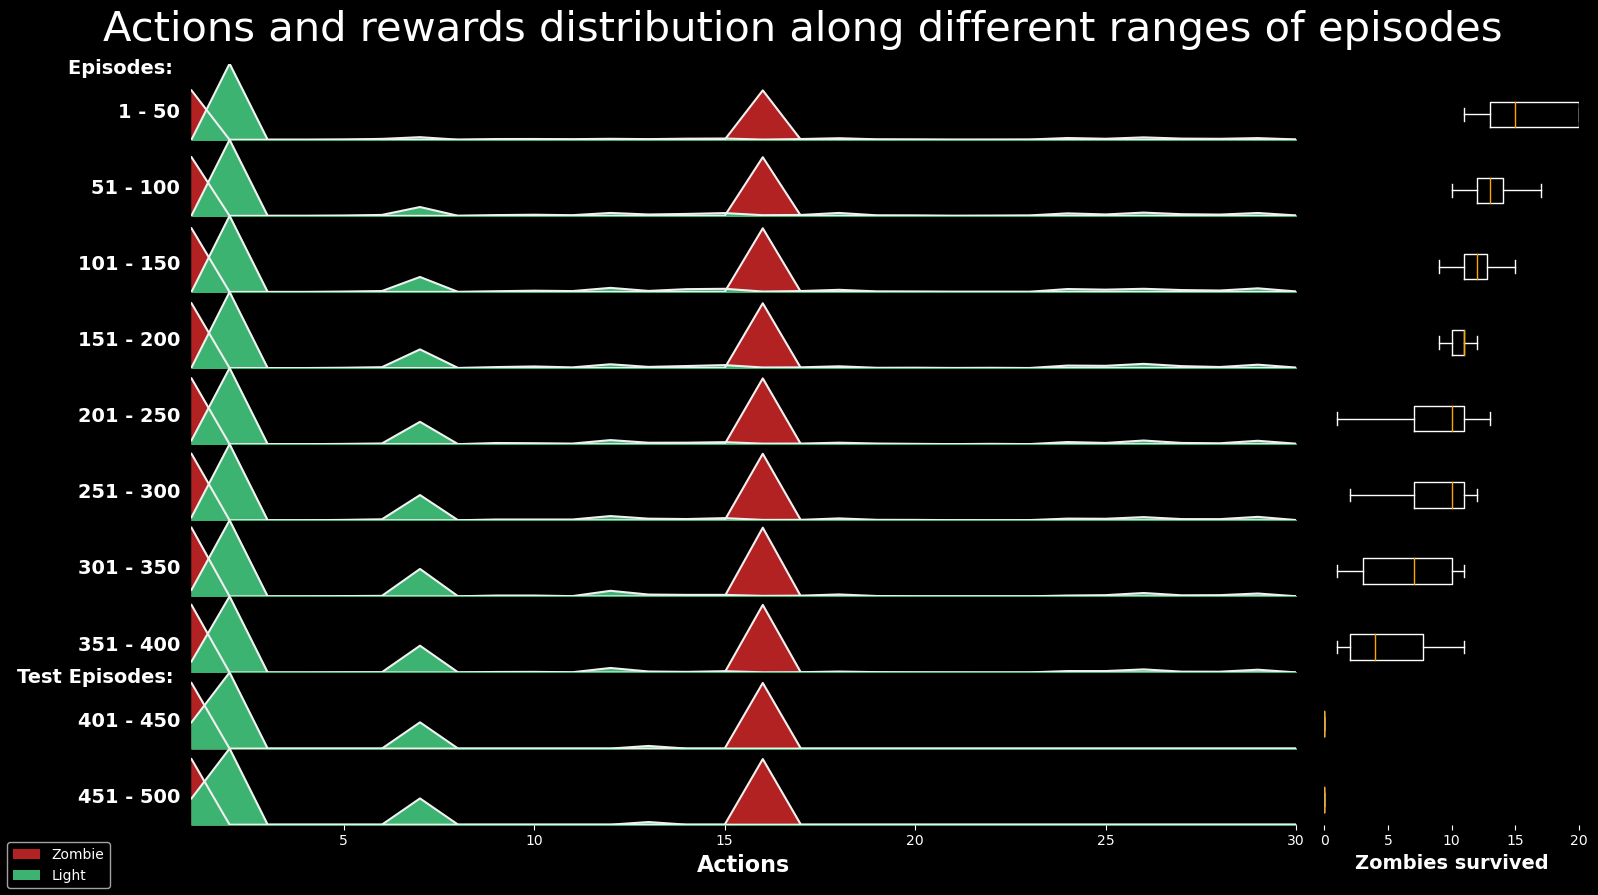 Actions and rewards distribution along different ranges of episodes
Episodes:
1 - 50
51 - 100
101 - 150
151 - 200
201 - 250
251 - 300
301 - 350
351 - 400
Test Episodes:
401 - 450
451 - 500
5 10 15 20 25 30
Actions
0 5 10 15 20
Zombies survived
Zombie
Light